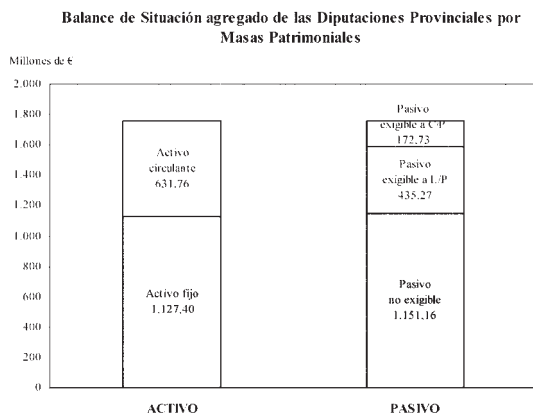 Balance de Situación agregado de las Diputaciones Provinciales por
Masas Patrimoniales
Millones de €
2.000
1.800
1.600
1.400
1.200
1.000
800
600
400
200
0
Activo
circulante
631,76
Activo fijo
1.127,40
Pasivo
exigible a C/P
172,73
Pasivo
exigible a L/P
435,27
Pasivo
no exigible
1.151,16
ACTIVO
PASIVO